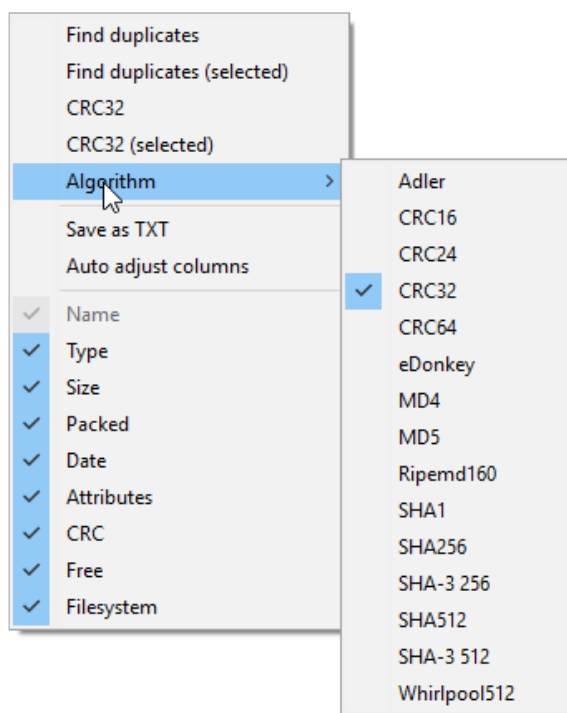 Find duplicates
Find duplicates (selected)
CRC32
CRC32 (selected)
Algorithm
Save as TXT
Auto adjust columns
Name
Type
Size
Packed
Date
Attributes
CRC
Free
Filesystem
Adler
CRC16
CRC24
CRC32
CRC64
eDonkey
MD4
MD5
Ripemd160
SHA1
SHA256
SHA-3 256
SHA512
SHA-3 512
Whirlpool512